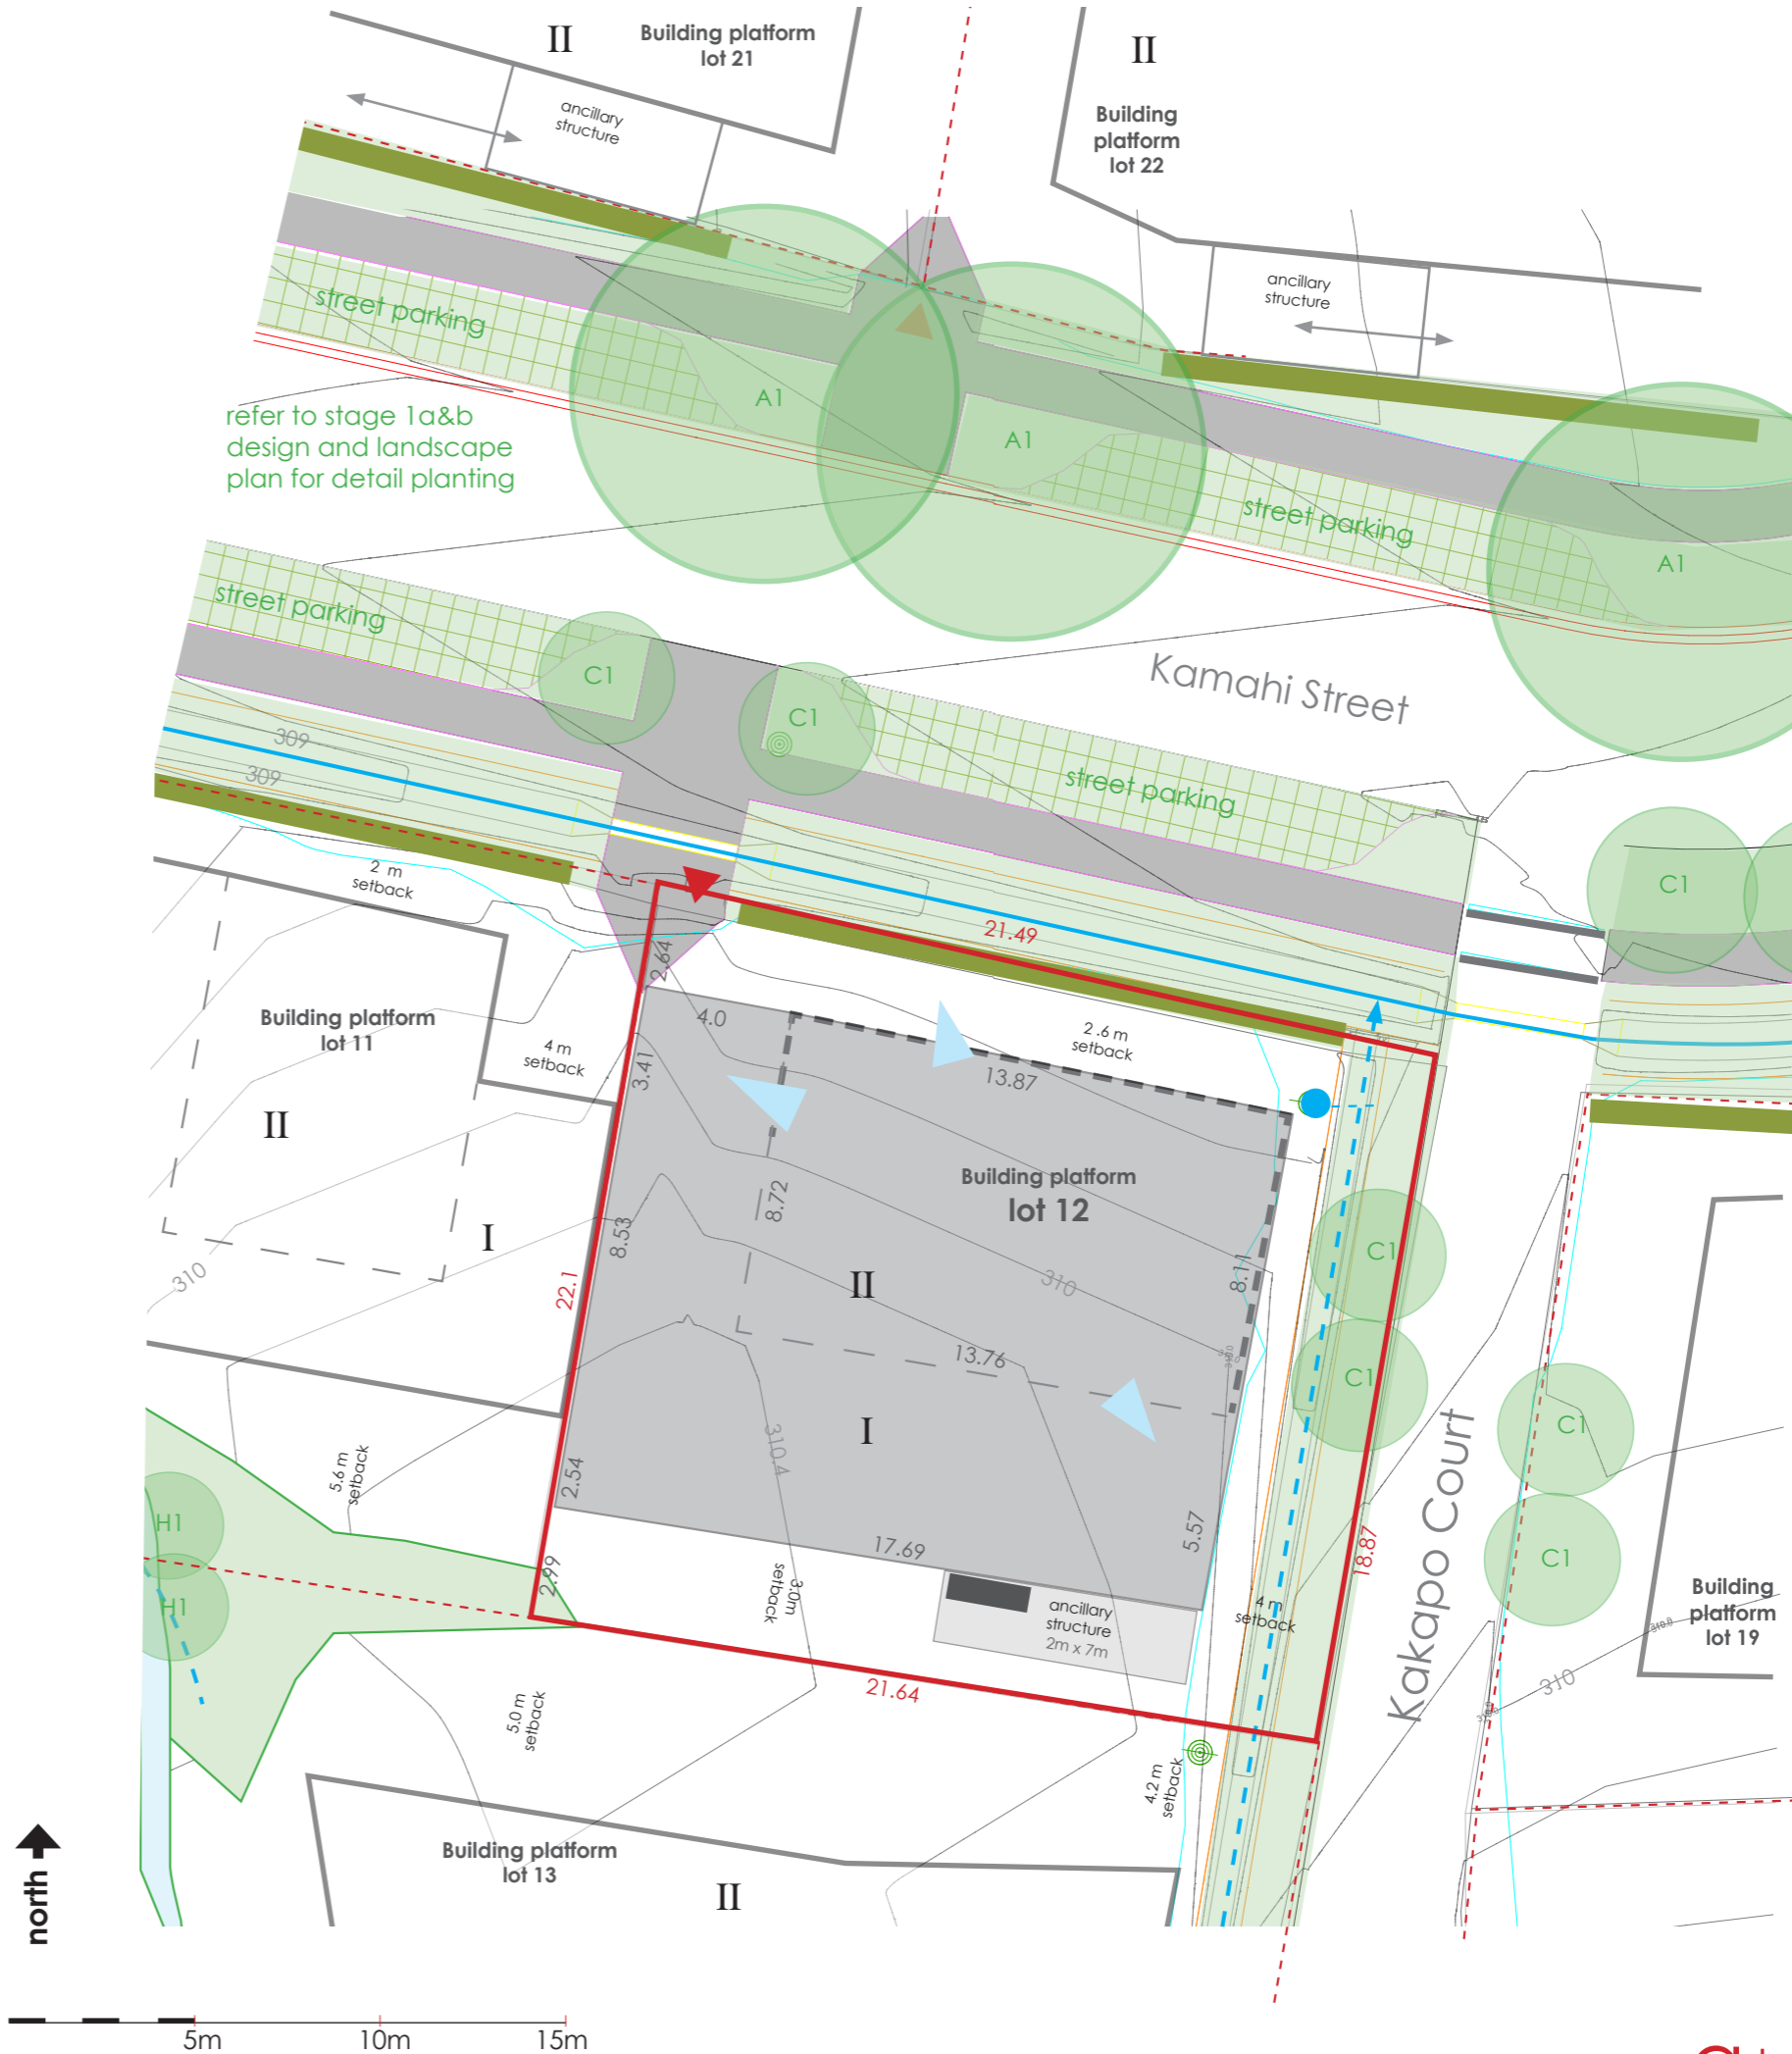 II
Building platform
lot 21
II
Building
platform
lot 22
ancillary
structure
ancillary
structure
street parking
A1
A1
street parking
A1
refer to stage 1a&b
design and landscape
plan for detail planting
street parking
C1
C1
street parking
Kamahi Street
C1
309
309
2 m
setback
21.49
2.64
4.0
2.6 m
setback
Building platform
lot 11
4 m
setback
3.41
13.87
II
Building platform
lot 12
8.72
8.53
I
310
22.1
II
310
8.11
C1
310.0
13.76
C1
I
310.4
5.6 m
setback
2.54
C1
Kakapo Court
H1
17.69
5.57
18.87
C1
2.99
3.0m
setback
H1
ancillary
structure
2m x 7m
4 m
setback
Building
platform
lot 19
310.0
310
310.0
21.64
5.0 m
setback
4.2 m
setback
Building platform
lot 13
II
north
5m
10m
15m